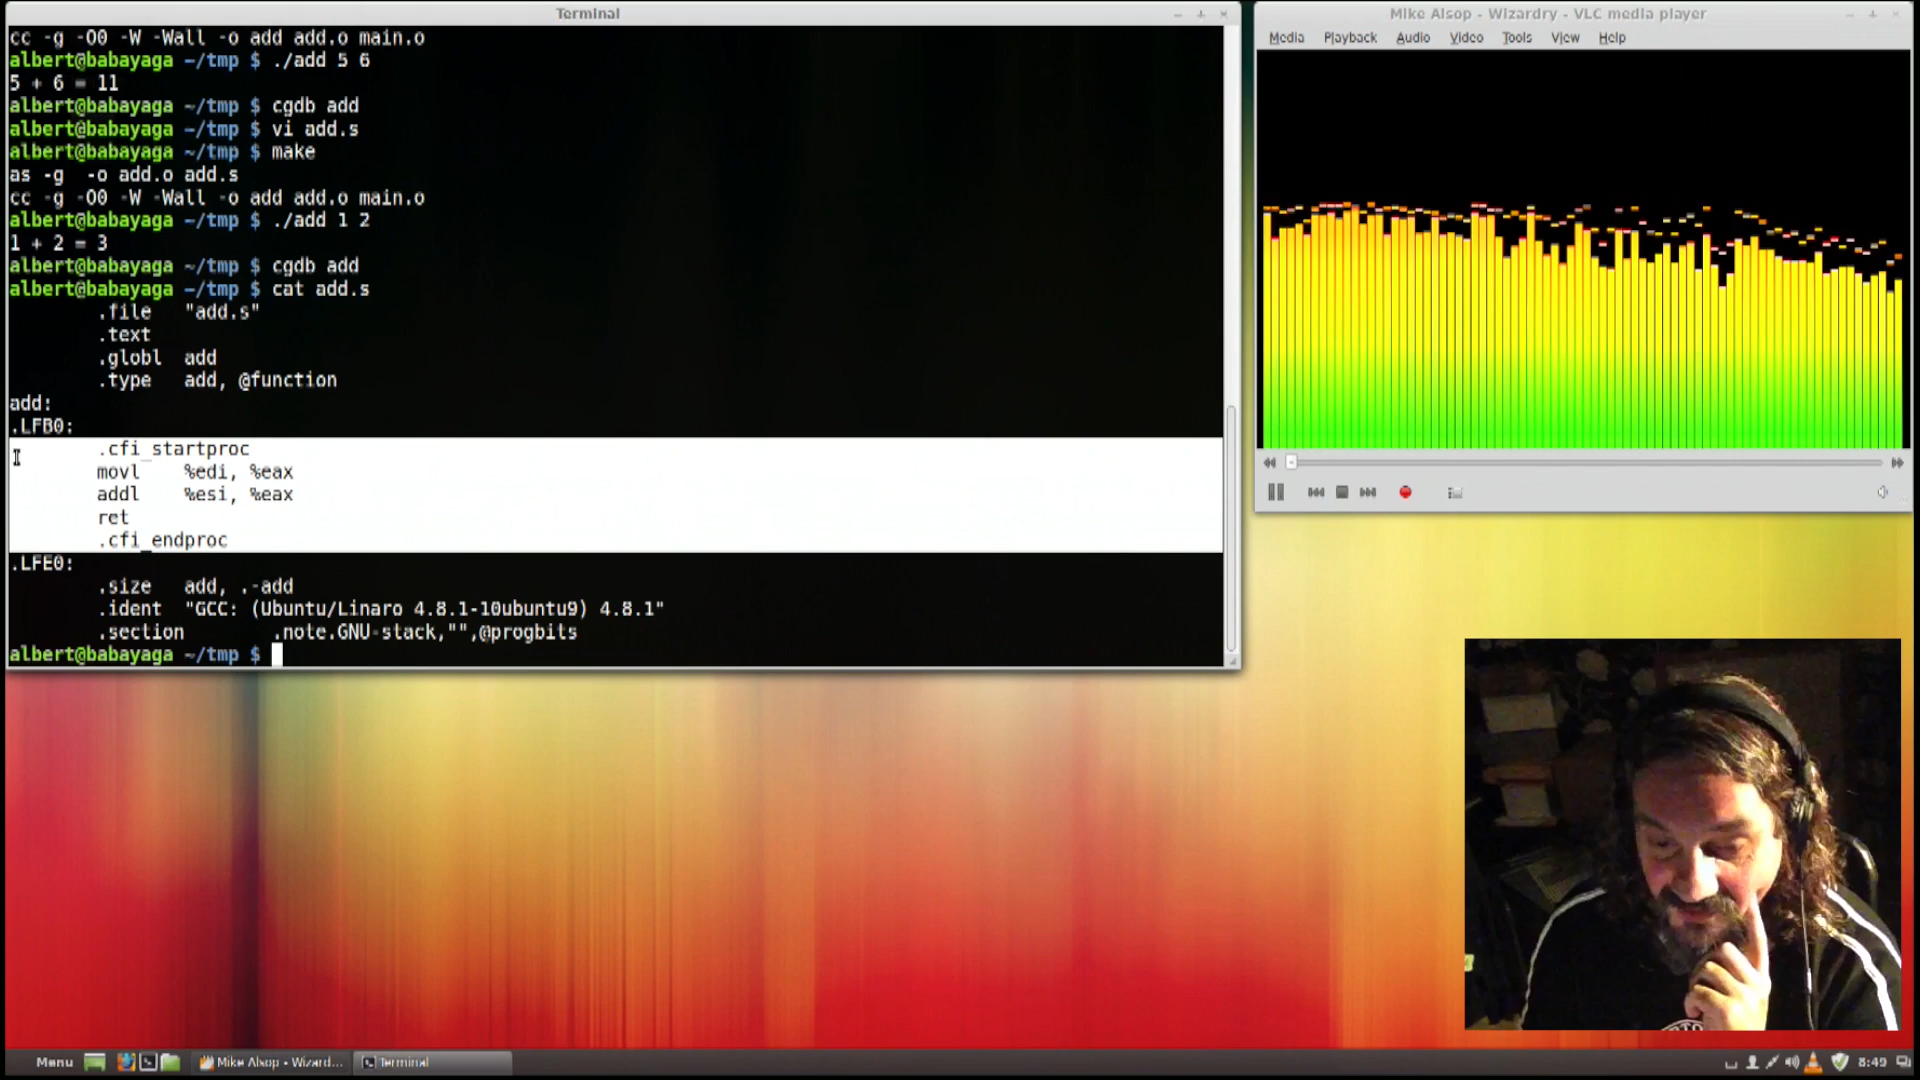 Terminal
cc -g -O0 -W -Wall -o add add.o main.o
albert@babayaga ~/tmp $ ./add 5 6
5 + 6 = 11
albert@babayaga ~/tmp $ cgdb add
albert@babayaga ~/tmp $ vi add.s
albert@babayaga ~/tmp $ make
as -g  -o add.o add.s
cc -g -O0 -W -Wall -o add add.o main.o
albert@babayaga ~/tmp $ ./add 1 2
1 + 2 = 3
albert@babayaga ~/tmp $ cgdb add
albert@babayaga ~/tmp $ cat add.s
.file "add.s"
.text
.globl add
.type add, @function
add:
.LFB0:
.cfi_startproc
movl %edi, %eax
addl %esi, %eax
ret
.cfi_endproc
.LFE0:
.size add, .-add
.ident "GCC: (Ubuntu/Linaro 4.8.1-10ubuntu9) 4.8.1"
.section .note.GNU-stack,"",@progbits
albert@babayaga ~/tmp $
Mike Alsop - Wizardry - VLC media player
Media Playback Audio Video Tools View Help
Menu Mike Alsop - Wizard... Terminal 8:49